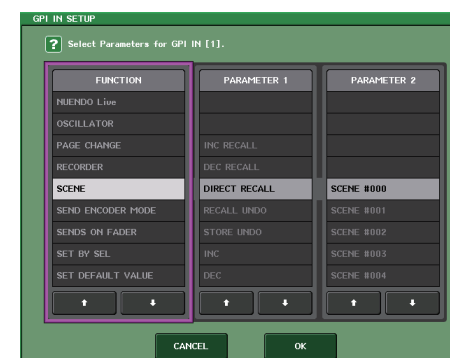 GPI IN SETUP
? Select Parameters for GPI IN [1].
FUNCTION
NUENDO Live
OSCILLATOR
PAGE CHANGE
RECORDER
SCENE
SEND ENCODER MODE
SENDS ON FADER
SET BY SEL
SET DEFAULT VALUE
PARAMETER 1
INC RECALL
DEC RECALL
DIRECT RECALL
RECALL UNDO
STORE UNDO
INC
DEC
PARAMETER 2
SCENE #000
SCENE #001
SCENE #002
SCENE #003
SCENE #004
CANCEL
OK